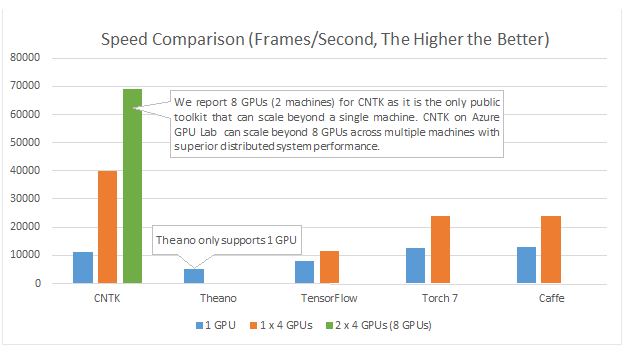 Speed Comparison (Frames/Second, The Higher the Better)
80000
70000
60000
50000
40000
30000
20000
10000
0
We report 8 GPUs (2 machines) for CNTK as it is the only public
toolkit that can scale beyond a single machine. CNTK on Azure
GPU Lab can scale beyond 8 GPUs across multiple machines with
superior distributed system performance.
Theano only supports 1 GPU
CNTK Theano TensorFlow Torch 7 Caffe
1 GPU 1 x 4 GPUs 2 x 4 GPUs (8 GPUs)